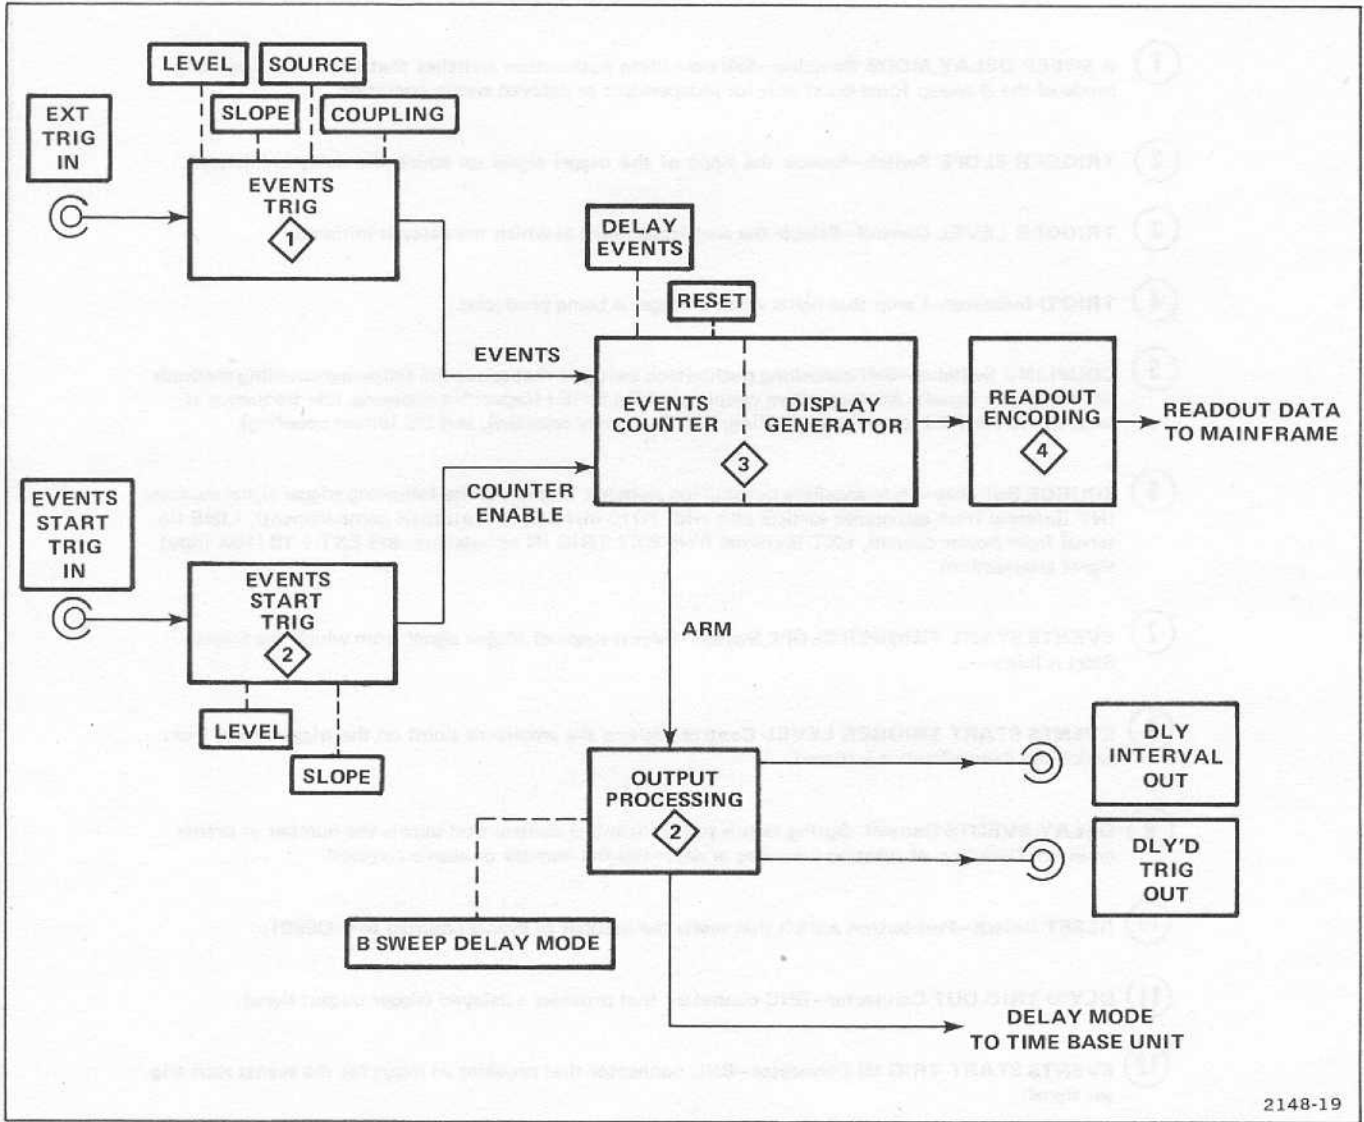 LEVEL
SOURCE
SLOPE
COUPLING
EXT
TRIG
IN
EVENTS
TRIG
1
DELAY
EVENTS
RESET
EVENTS
EVENTS
COUNTER
DISPLAY
GENERATOR
3
READOUT
ENCODING
4
READOUT DATA
TO MAINFRAME
COUNTER
ENABLE
EVENTS
START
TRIG
IN
EVENTS
START
TRIG
2
LEVEL
SLOPE
ARM
OUTPUT
PROCESSING
2
DLY
INTERVAL
OUT
DLY'D
TRIG
OUT
B SWEEP DELAY MODE
DELAY MODE
TO TIME BASE UNIT
2148-19